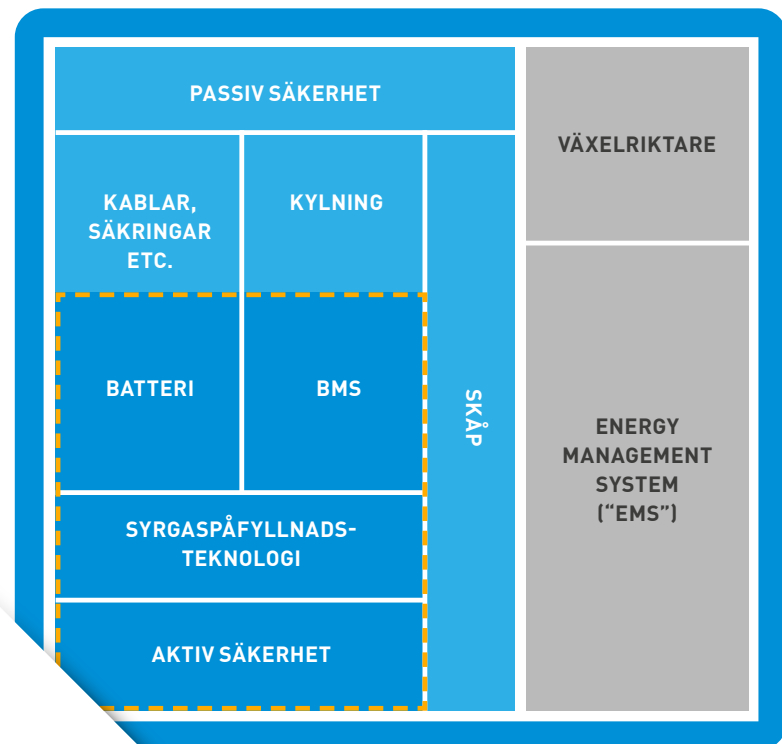 PASSIV SÄKERHET
VÄXELRIKTARE
KABLAR,
SÄKRINGAR
ETC.
KYLNING
BATTERI
BMS
SKÅP
ENERGY
MANAGEMENT
SYSTEM
(“EMS”)
SYRGASPÅFYLLNADS-
TEKNOLOGI
AKTIV SÄKERHET